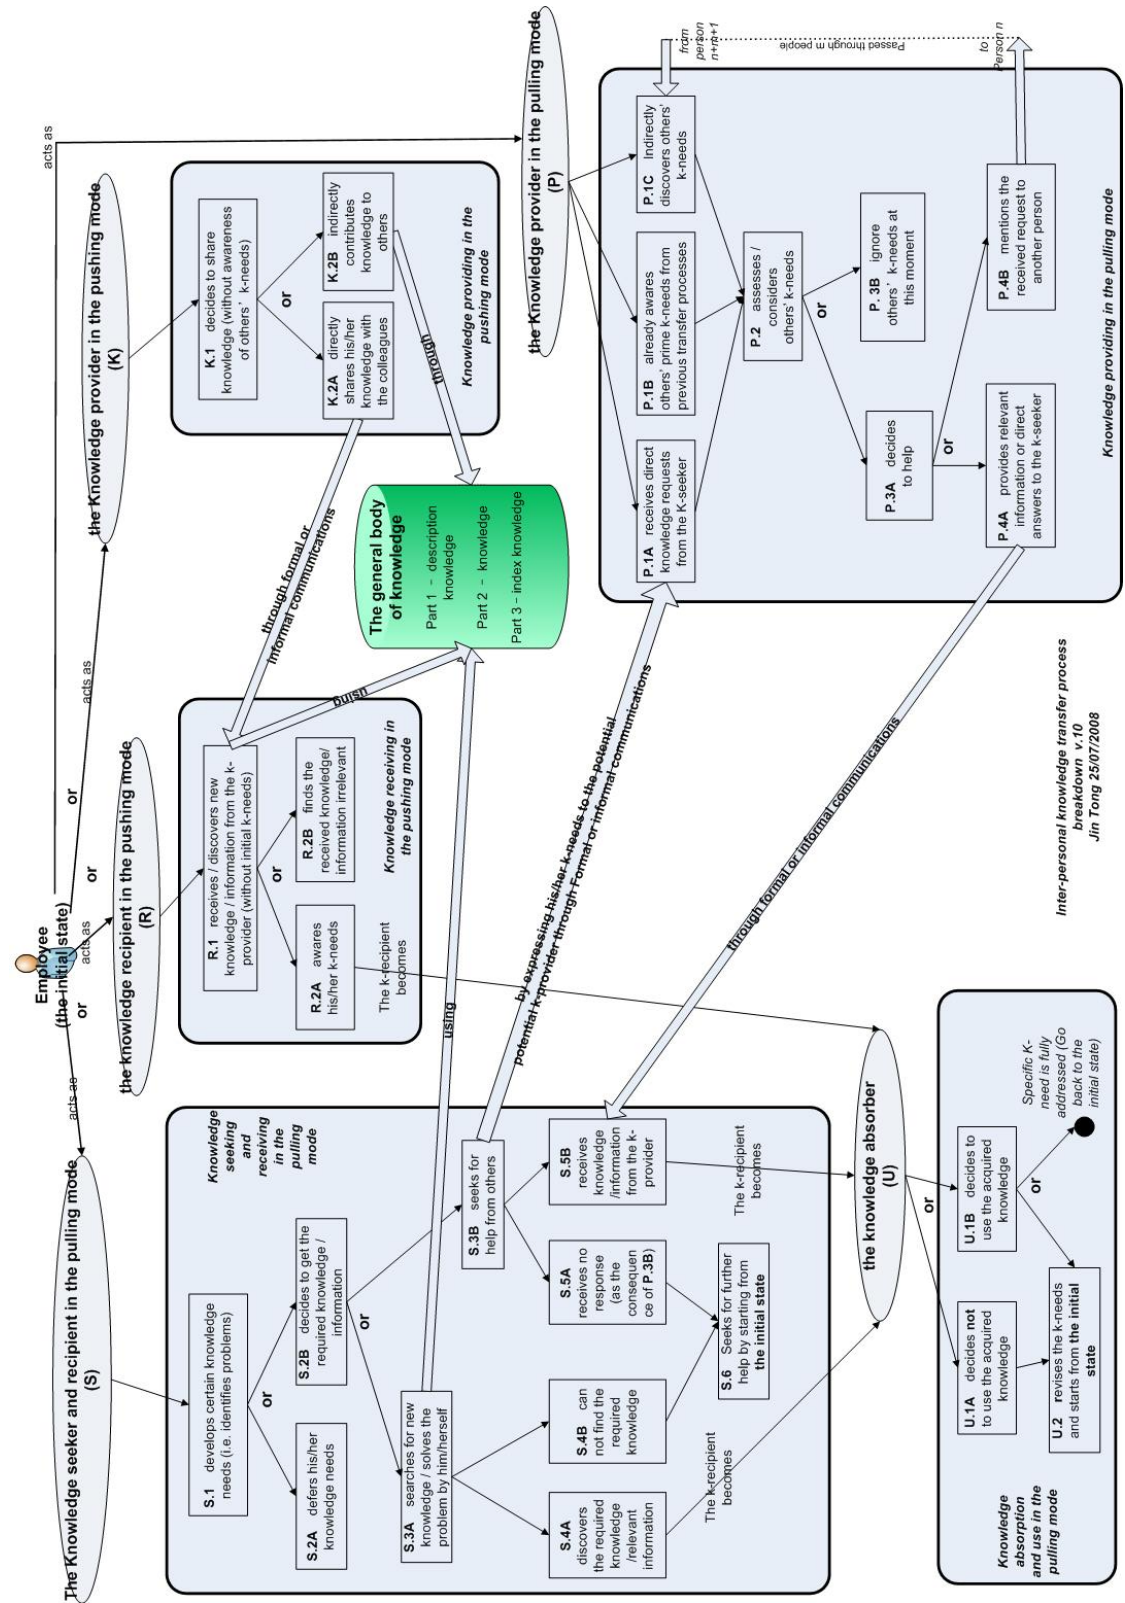 Employee
(the initial state)
acts as
or
acts as
or
acts as
or
acts as
The Knowledge seeker and recipient in the pulling mode
(S)
the knowledge recipient in the pushing mode
(R)
the Knowledge provider in the pushing mode
(K)
the Knowledge provider in the pulling mode
(P)
Knowledge
seeking
and
receiving
in the
pulling
mode
S.1 develops certain knowledge
needs (i.e. identifies problems)
or
S.2A defers his/her
knowledge needs
S.2B decides to get the
required knowledge /
information
or
S.3A searches for new
knowledge / solves the
problem by him/herself
S.3B seeks for
help from others
S.4A
discovers
the required
knowledge
/relevant
information
S.4B can
not find the
required
knowledge
S.5A
receives no
response
(as the
consequen
ce of P.3B)
S.5B
receives
knowledge
/information
from the k-
provider
S.6 Seeks for further
help by starting from
the initial state
The k-recipient
becomes
The k-recipient
becomes
R.1 receives / discovers new
knowledge / information from the k-
provider (without initial k-needs)
or
R.2A awares
his/her k-needs
R.2B finds the
received knowledge/
information irrelevant
The k-recipient
becomes
Knowledge receiving in
the pushing mode
K.1 decides to share
knowledge (without awareness
of others' k-needs)
or
K.2A directly
shares his/her
knowledge with
the colleagues
K.2B indirectly
contributes
knowledge to
others
Knowledge providing in the
pushing mode
through formal or
informal communications
through
using
using
The general body
of knowledge
Part 1 - description
knowledge
Part 2 - knowledge
Part 3 - index knowledge
by expressing his/her k-needs to the potential
potential k-provider through Formal or informal communications
through formal or informal communications
P.1A receives direct
knowledge requests
from the K-seeker
P.1B already awares
others' prime k-needs from
previous transfer processes
P.1C Indirectly
discovers others'
k-needs
from
person
n+m+1
Passed through m people
to
Person n
P.2 assesses /
considers
others' k-needs
or
P.3A decides
to help
P. 3B ignore
others' k-needs at
this moment
or
P.4A provides relevant
information or direct
answers to the k-seeker
P.4B mentions the
received request to
another person
Knowledge providing in the pulling mode
the knowledge absorber
(U)
or
U.1A decides not
to use the acquired
knowledge
U.1B decides to
use the acquired
knowledge
or
U.2 revises the k-needs
and starts from the initial
state
Specific K-
need is fully
addressed (Go
back to the
initial state)
Knowledge
absorption
and use in the
pulling mode
Inter-personal knowledge transfer process
breakdown v.10
Jin Tong 25/07/2008